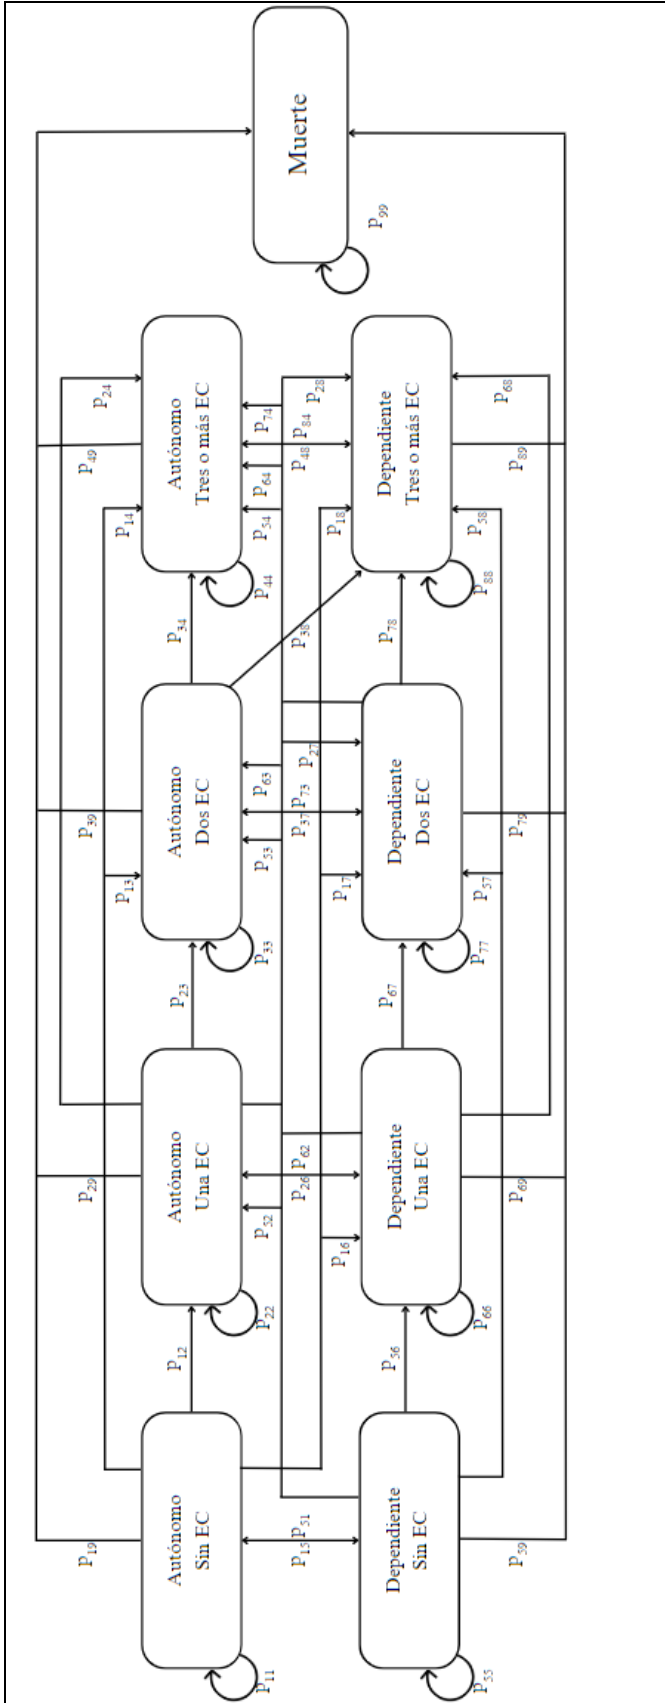 p₁₉
p₂₉
p₃₉
p₄₉
p₂₄
p₁₃
p₁₄
p₁₂
p₂₃
p₃₄
Autónomo
Sin EC
Autónomo
Una EC
Autónomo
Dos EC
Autónomo
Tres o más EC
Muerte
p₁₁
p₂₂
p₅₂
p₃₃
p₅₃
p₆₃
p₄₄
p₅₄
p₆₄
p₇₄
p₁₅
p₅₁
p₂₆
p₆₂
p₃₇
p₇₃
p₂₇
p₃₈
p₄₈
p₈₄
p₂₈
p₁₆
p₁₇
p₁₈
p₉₉
Dependiente
Sin EC
Dependiente
Una EC
Dependiente
Dos EC
Dependiente
Tres o más EC
p₅₆
p₆₇
p₇₈
p₅₅
p₆₆
p₇₇
p₅₇
p₈₈
p₅₈
p₆₈
p₅₉
p₆₉
p₇₉
p₈₉